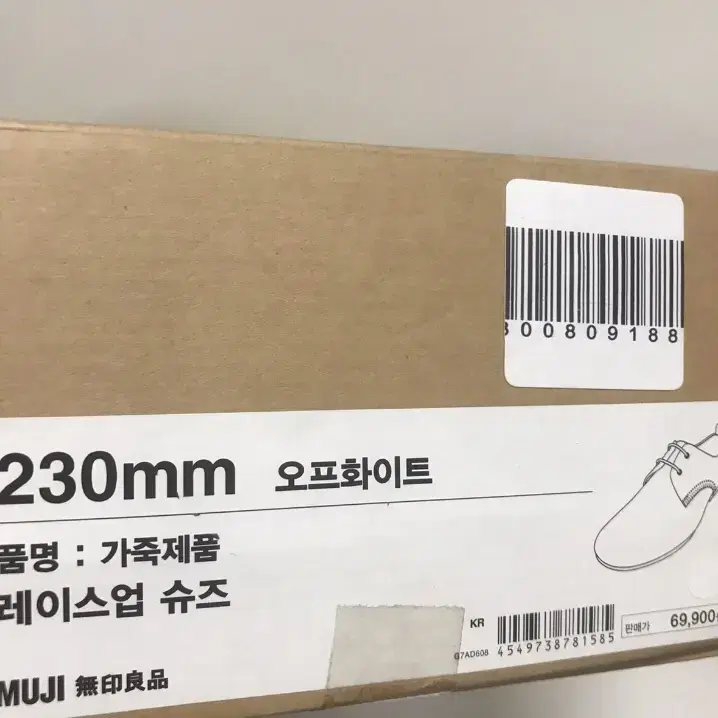 300809188
230mm 오프화이트
품명 : 가죽제품
레이스업 슈즈
KR
G7AD608
4549738781585
판매가 69,900
MUJI 無印良品